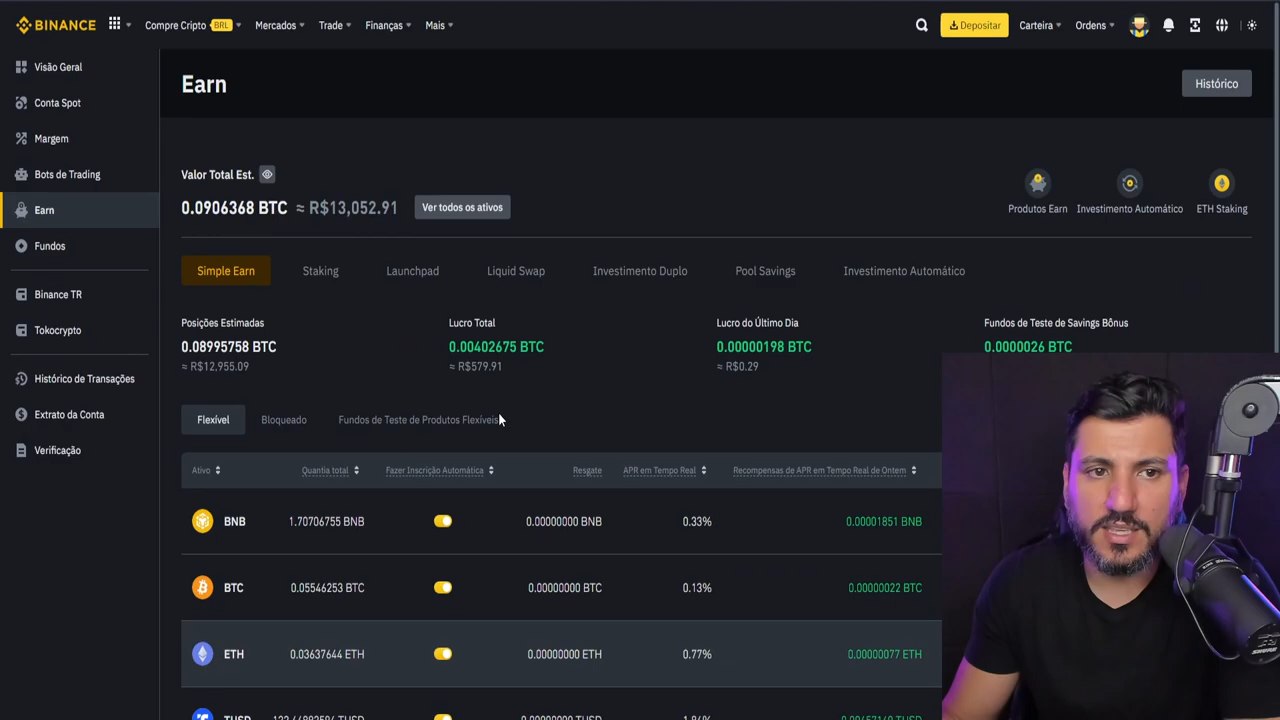 BINANCE
Compre Cripto BRL
Mercados
Trade
Finanças
Mais
Depositar
Carteira
Ordens
Visão Geral
Conta Spot
Margem
Bots de Trading
Earn
Fundos
Binance TR
Tokocrypto
Histórico de Transações
Extrato da Conta
Verificação
Earn
Histórico
Valor Total Est.
0.0906368 BTC ≈ R$13,052.91
Ver todos os ativos
Produtos Earn
Investimento Automático
ETH Staking
Simple Earn
Staking
Launchpad
Liquid Swap
Investimento Duplo
Pool Savings
Investimento Automático
Posições Estimadas
0.08995758 BTC
≈ R$12,955.09
Lucro Total
0.00402675 BTC
≈ R$579.91
Lucro do Último Dia
0.00000198 BTC
≈ R$0.29
Fundos de Teste de Savings Bônus
0.0000026 BTC
Flexível
Bloqueado
Fundos de Teste de Produtos Flexíveis
Ativo
Quantia total
Fazer Inscrição Automática
Resgate
APR em Tempo Real
Recompensas de APR em Tempo Real de Ontem
BNB 1.70706755 BNB 0.00000000 BNB 0.33% 0.00001851 BNB
BTC 0.05546253 BTC 0.00000000 BTC 0.13% 0.00000022 BTC
ETH 0.03637644 ETH 0.00000000 ETH 0.77% 0.00000077 ETH
SHURE